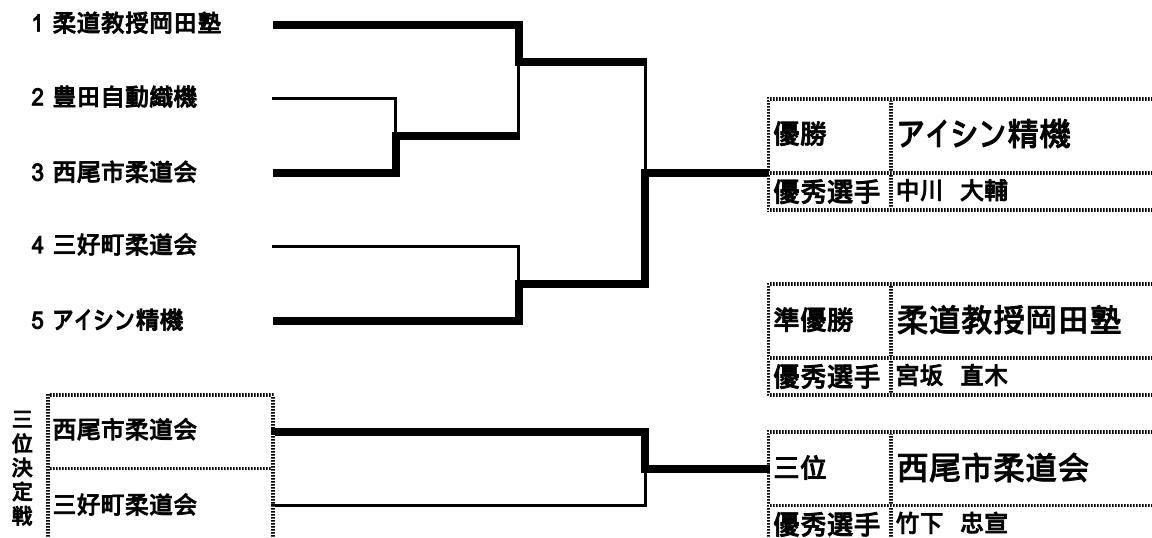 1 柔道教授岡田塾
2 豊田自動織機
3 西尾市柔道会
4 三好町柔道会
5 アイシン精機
優勝 アイシン精機
優秀選手 中川 大輔
準優勝 柔道教授岡田塾
優秀選手 宮坂 直木
三位決定戦
西尾市柔道会
三好町柔道会
三位 西尾市柔道会
優秀選手 竹下 忠宣